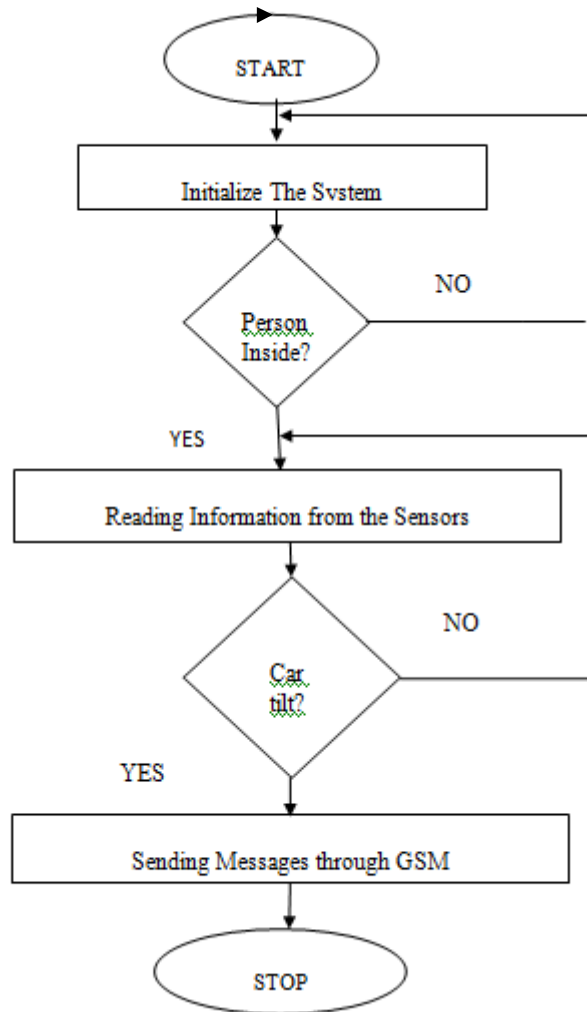 START
Initialize The System
NO
Person
Inside?
YES
Reading Information from the Sensors
NO
Car
tilt?
YES
Sending Messages through GSM
STOP